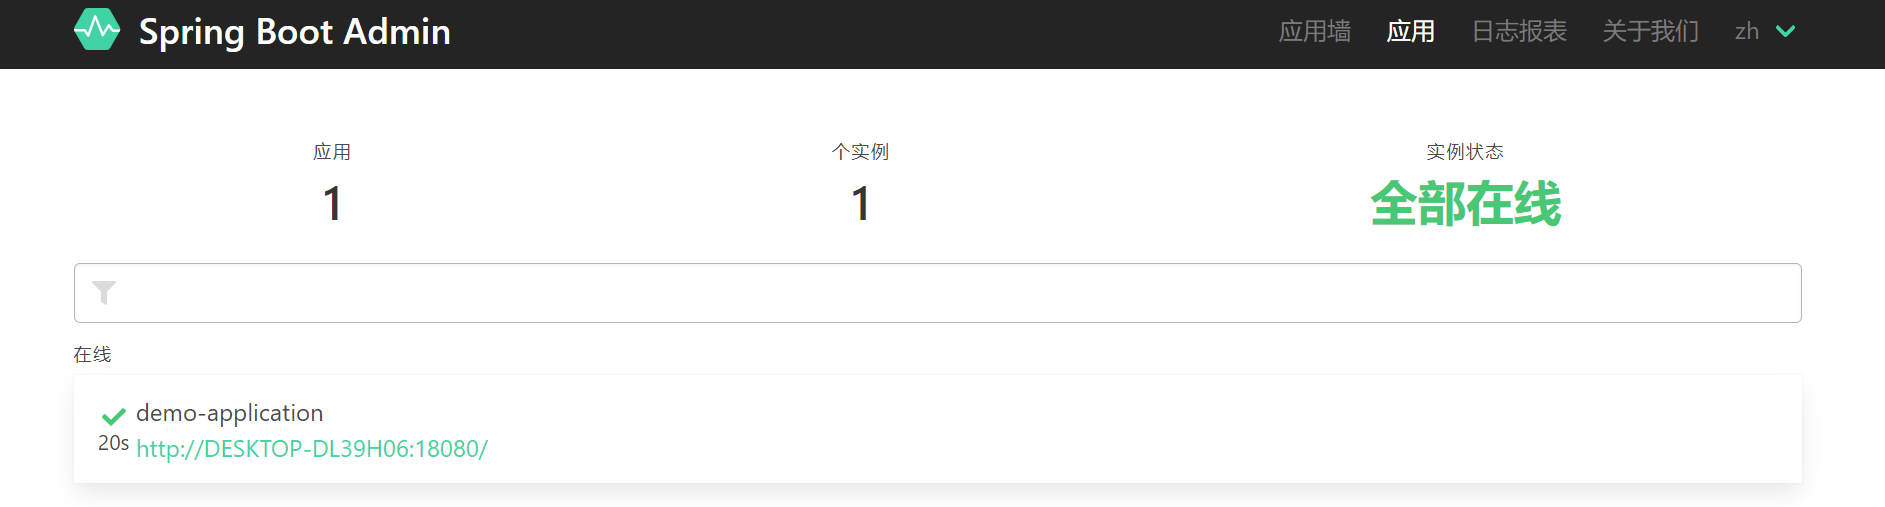 Spring Boot Admin 应用墙 应用 日志报表 关于我们 zh
应用 个实例 实例状态
1 1 全部在线
在线
demo-application
20s http://DESKTOP-DL39H06:18080/